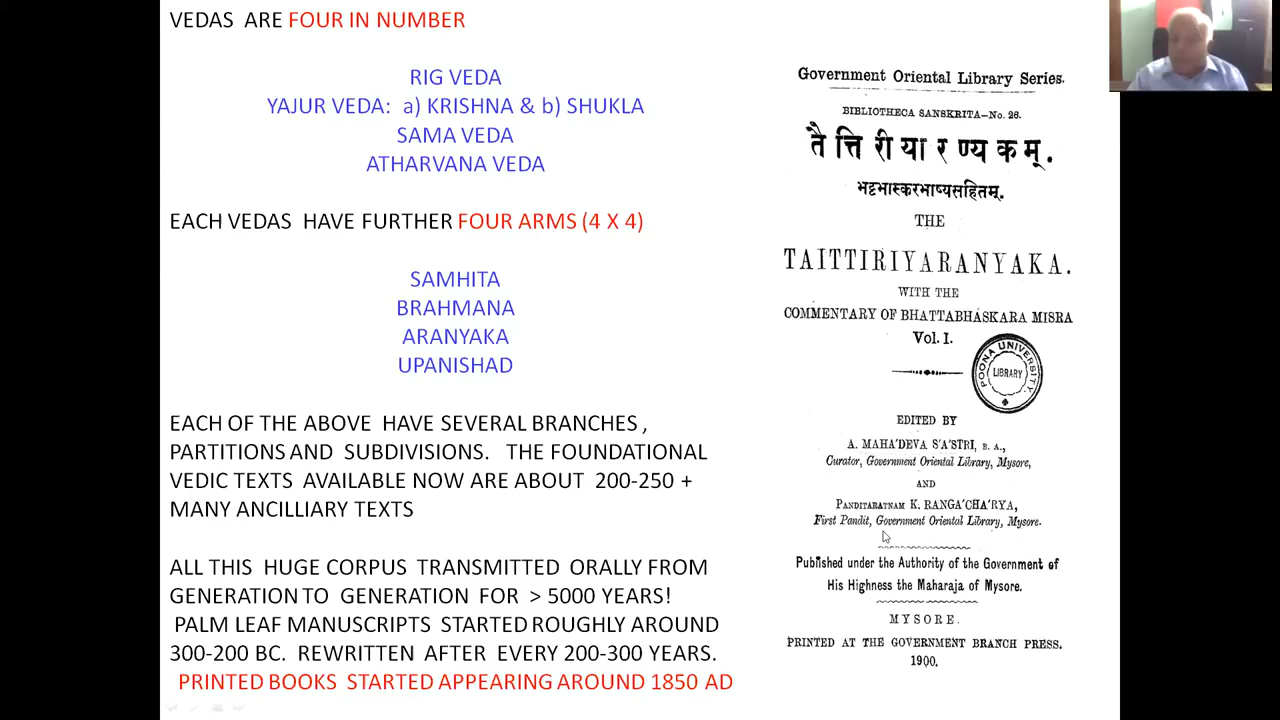 VEDAS ARE FOUR IN NUMBER
RIG VEDA
YAJUR VEDA: a) KRISHNA & b) SHUKLA
SAMA VEDA
ATHARVANA VEDA
EACH VEDAS HAVE FURTHER FOUR ARMS (4 X 4)
SAMHITA
BRAHMANA
ARANYAKA
UPANISHAD
EACH OF THE ABOVE HAVE SEVERAL BRANCHES ,
PARTITIONS AND SUBDIVISIONS. THE FOUNDATIONAL
VEDIC TEXTS AVAILABLE NOW ARE ABOUT 200-250 +
MANY ANCILLIARY TEXTS
ALL THIS HUGE CORPUS TRANSMITTED ORALLY FROM
GENERATION TO GENERATION FOR > 5000 YEARS!
PALM LEAF MANUSCRIPTS STARTED ROUGHLY AROUND
300-200 BC. REWRITTEN AFTER EVERY 200-300 YEARS.
PRINTED BOOKS STARTED APPEARING AROUND 1850 AD
Government Oriental Library Series.
BIBLIOTHECA SANSKRITA—No. 26.
तैत्तिरीयारण्यकम्.
भट्टभास्करभाष्यसहितम्.
THE
TAITTIRIYARANYAKA.
WITH THE
COMMENTARY OF BHATTABHASKARA MISRA
Vol. I.
POONA UNIVERSITY
LIBRARY
EDITED BY
A. MAHA'DEVA S'A'STRI, B. A.,
Curator, Government Oriental Library, Mysore,
AND
PANDITARATNAM K. RANGA'CHA'RYA,
First Pandit, Government Oriental Library, Mysore.
Published under the Authority of the Government of
His Highness the Maharaja of Mysore.
MYSORE.
PRINTED AT THE GOVERNMENT BRANCH PRESS.
1900.